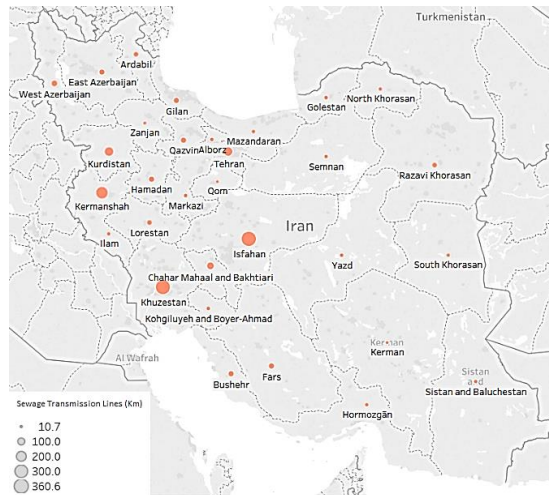 Turkmenistan
Ardabil
East Azerbaijan
West Azerbaijan
North Khorasan
Gilan
Golestan
Zanjan
Mazandaran
Qazvin
Alborz
Kurdistan
Tehran
Semnan
Razavi Khorasan
Hamadan
Qom
Kermanshah
Markazi
Lorestan
Iran
Ilam
Isfahan
Yazd
South Khorasan
Chahar Mahaal and Bakhtiari
Khuzestan
Kohgiluyeh and Boyer-Ahmad
Kerman
Kerman
Al Wafrah
Sistan
and
Sistan and Baluchestan
Fars
Bushehr
Hormozgān
Sewage Transmission Lines (Km)
10.7
100.0
200.0
300.0
360.6